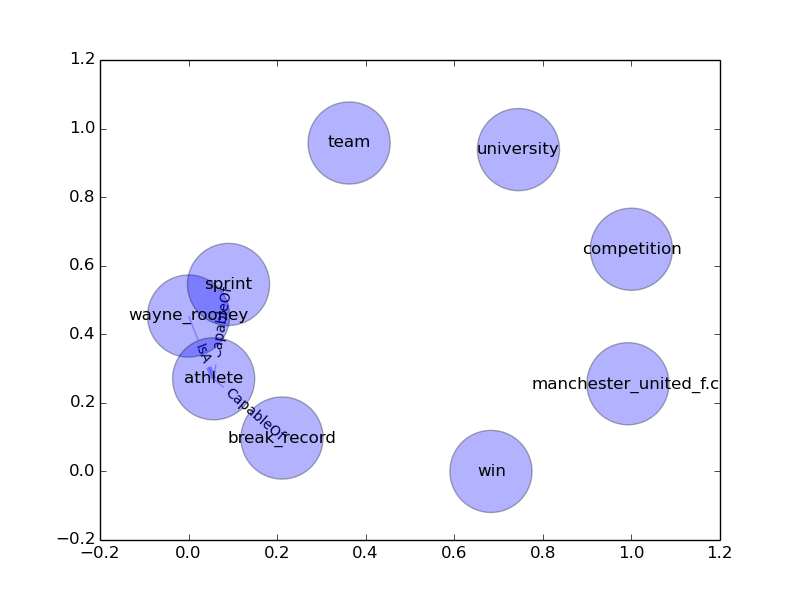 1.2
team
1.0
university
0.8
competition
0.6
sprint
wayne_rooney
CapableOf
0.4
IsA
athlete
manchester_united_f.c
CapableOf
0.2
break_record
win
0.0
−0.2
−0.2 0.0 0.2 0.4 0.6 0.8 1.0 1.2